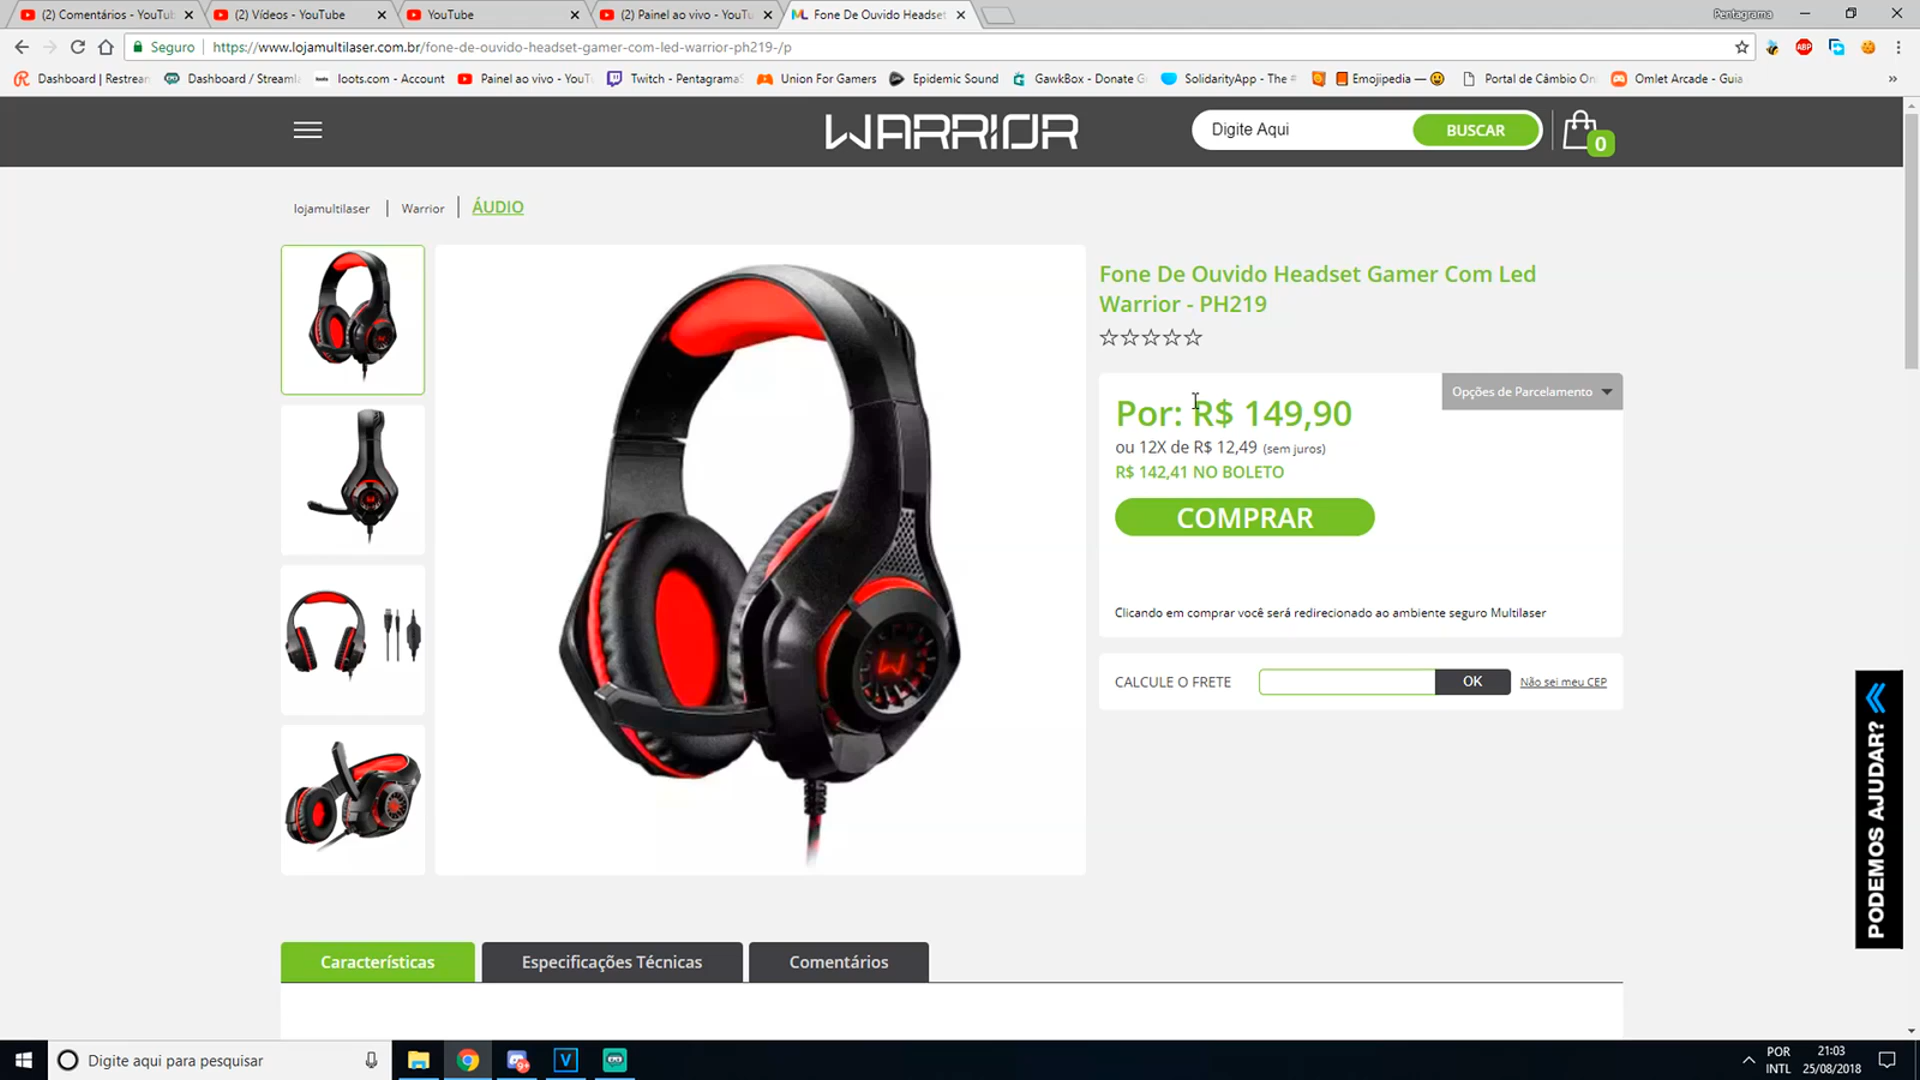 (2) Comentários - YouTub
(2) Vídeos - YouTube
YouTube
(2) Painel ao vivo - YouTu
Fone De Ouvido Headset
Pentagrama
Seguro
https://www.lojamultilaser.com.br/fone-de-ouvido-headset-gamer-com-led-warrior-ph219-/p
ABP
Dashboard | Restrean
Dashboard / Streamla
loots.com - Account
Painel ao vivo - YouT
Twitch - PentagramaS
Union For Gamers
Epidemic Sound
GawkBox - Donate G
SolidarityApp - The #
Emojipedia —
Portal de Câmbio On
Omlet Arcade - Guia
WARRIOR
Digite Aqui
BUSCAR
0
lojamultilaser
Warrior
ÁUDIO
Fone De Ouvido Headset Gamer Com Led
Warrior - PH219
Opções de Parcelamento
Por: R$ 149,90
ou 12X de R$ 12,49 (sem juros)
R$ 142,41 NO BOLETO
COMPRAR
Clicando em comprar você será redirecionado ao ambiente seguro Multilaser
CALCULE O FRETE
OK
Não sei meu CEP
PODEMOS AJUDAR?
Características
Especificações Técnicas
Comentários
Digite aqui para pesquisar
9+
V
POR
INTL
21:03
25/08/2018